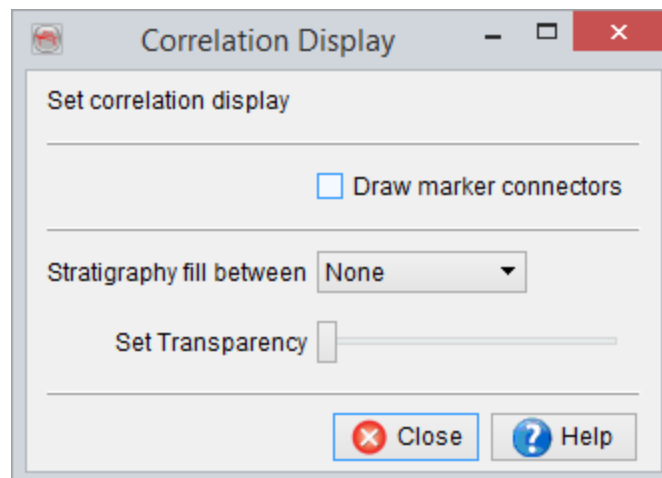 Correlation Display
Set correlation display
Draw marker connectors
Stratigraphy fill between None
Set Transparency
Close Help